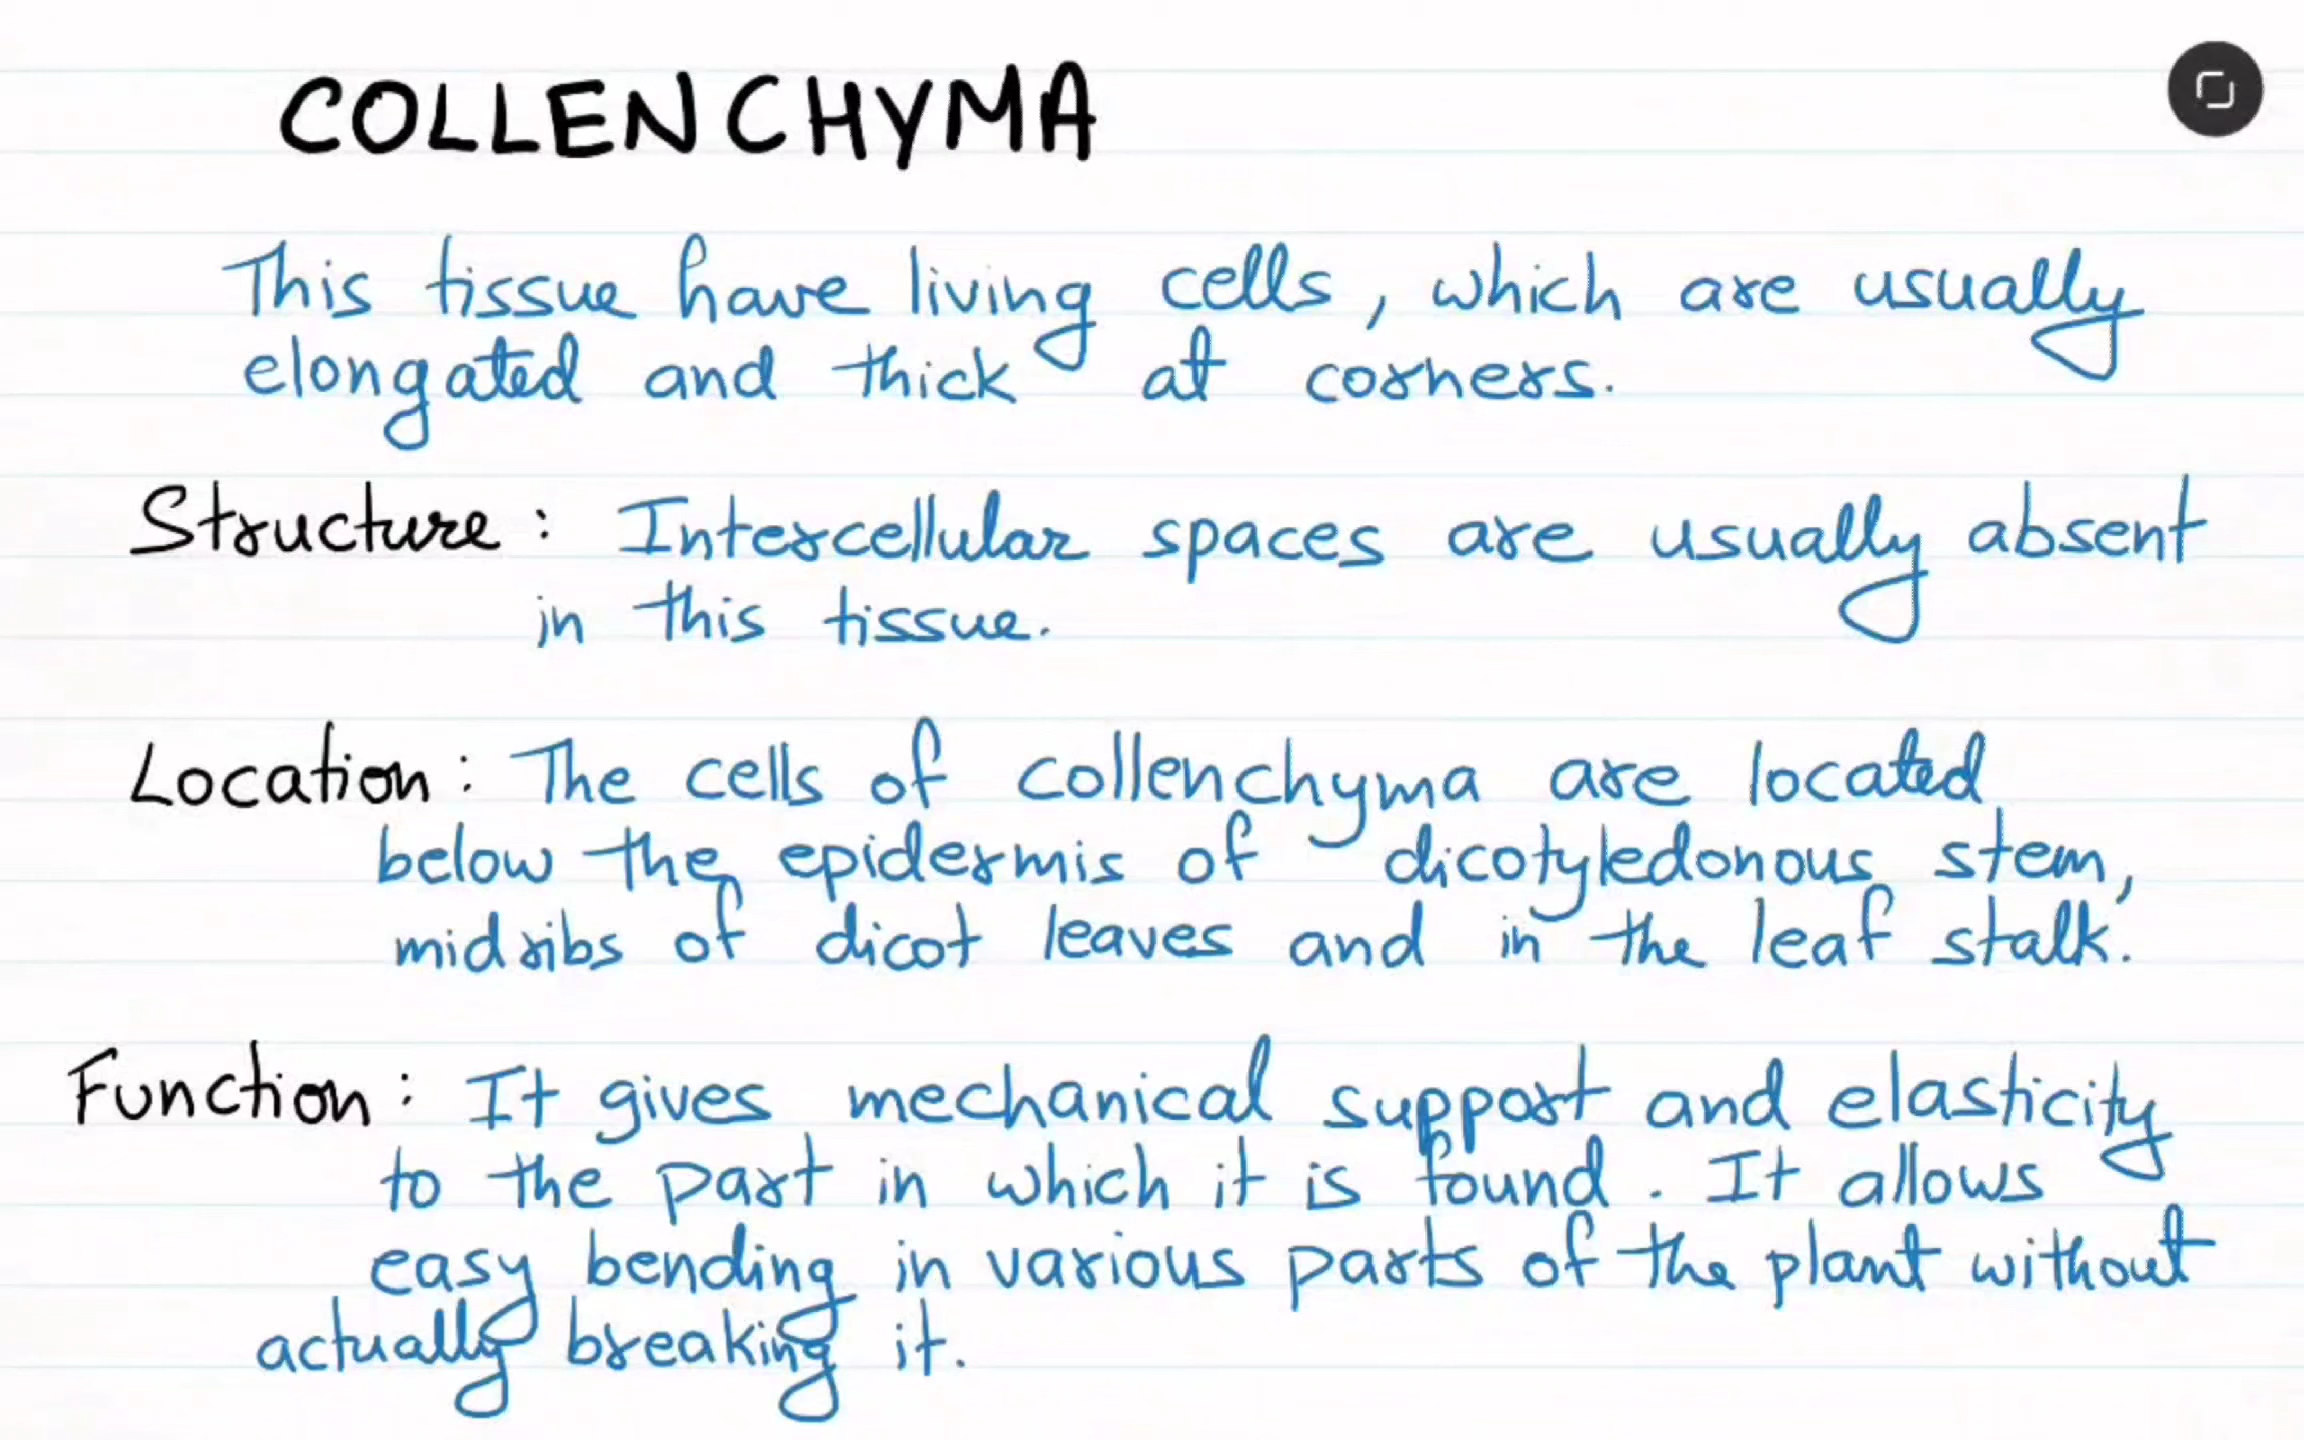 COLLENCHYMA
This tissue have living cells, which are usually
elongated and thick at corners.
Structure : Intercellular spaces are usually absent
in this tissue.
Location : The cells of collenchyma are located
below the epidermis of dicotyledonous stem,
midribs of dicot leaves and in the leaf stalk.
Function : It gives mechanical support and elasticity
to the part in which it is found. It allows
easy bending in various parts of the plant without
actually breaking it.